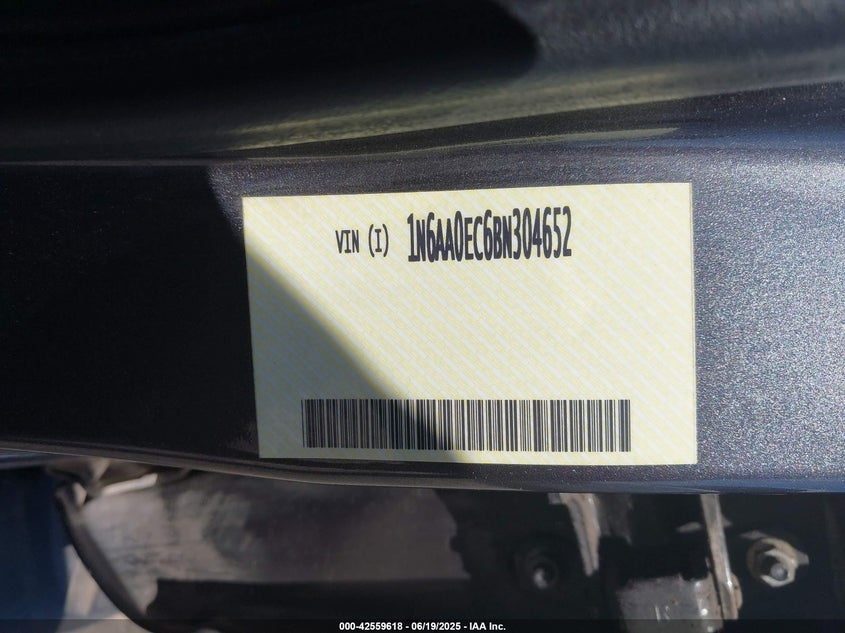 VIN (I) 1N6AA0EC6BN304652
000-42559618 - 06/19/2025 - IAA Inc.